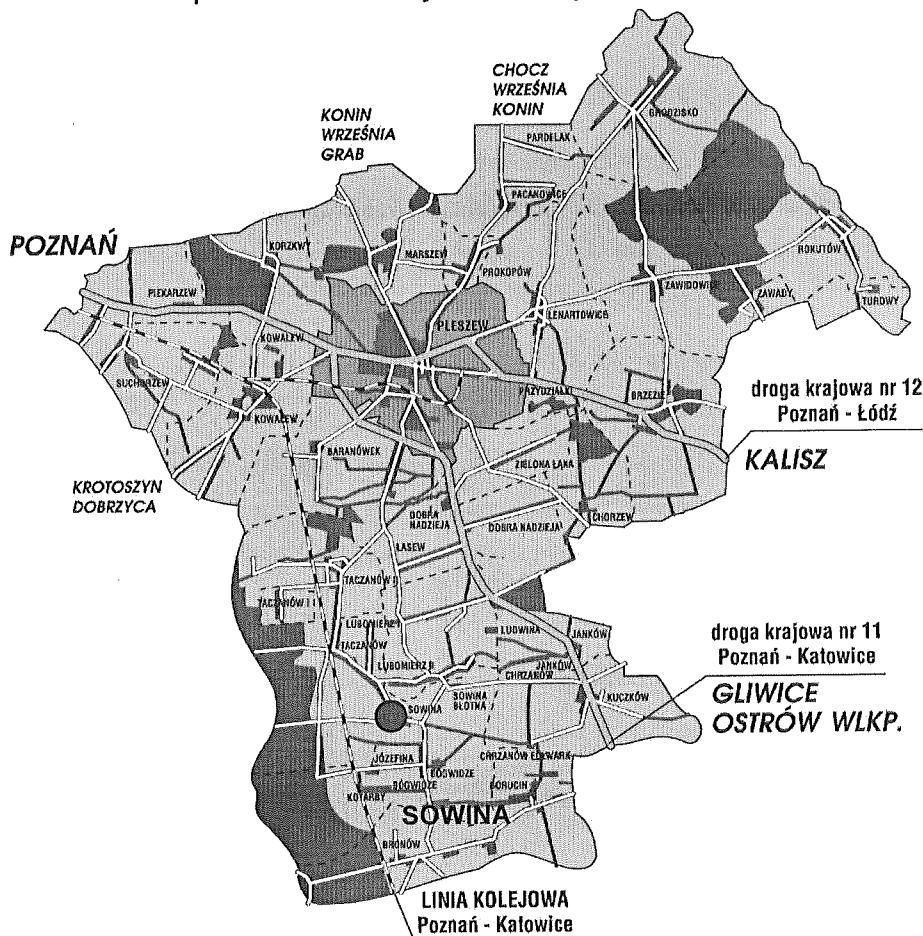 CHOCZ
WRZEŚNIA
KONIN
KONIN
WRZEŚNIA
GRAB
GRODZISKO
PARDELAK
PACANOWICE
POZNAŃ
KORZKWY
MARSZEW
PROKOPÓW
ROKUTÓW
PIEKARZEW
ZAWIDOWICE
ZAWADY
TURDWY
PLESZEW
LENARTOWICE
KOWALEW
SUCHORZEW
PRZYDZIAŁKI
BRZEZIE
droga krajowa nr 12
Poznań - Łódź
KALISZ
KOWALEW
BARANÓWEK
ZIELONA ŁĄKA
KROTOSZYN
DOBRZYCA
DOBRA
NADZIEJA
DOBRA NADZIEJA
CHORZEW
ŁASEW
TACZANÓW II
TACZANÓW I
LUBOMIERZ I
LUDWINA
JANKÓW
TACZANÓW
droga krajowa nr 11
Poznań - Katowice
LUBOMIERZ II
JANKÓW
CHRZANÓW
GLIWICE
OSTRÓW WLKP.
SOWINA
SOWINA
BŁOTNA
KUCZKÓW
JÓZEFINA
CHRZANÓW FOLWARK
BÓGWIDZE
KOTARBY
BÓGWIDZE
BORUCIN
SOWINA
BRONÓW
LINIA KOLEJOWA
Poznań - Katowice